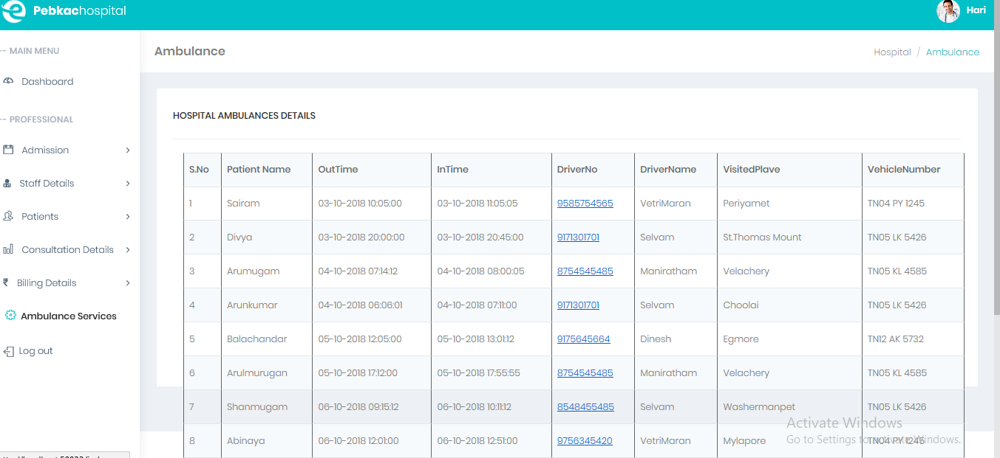 Pebkachospital
Hari
-- MAIN MENU
Dashboard
-- PROFESSIONAL
Admission
Staff Details
Patients
Consultation Details
Billing Details
Ambulance Services
Log out
Ambulance
Hospital / Ambulance
HOSPITAL AMBULANCES DETAILS
S.No Patient Name OutTime InTime DriverNo DriverName VisitedPlave VehicleNumber
1 Sairam 03-10-2018 10:05:00 03-10-2018 11:05:05 9585754565 VetriMaran Periyamet TN04 PY 1245
2 Divya 03-10-2018 20:00:00 03-10-2018 20:45:00 9171301701 Selvam St.Thomas Mount TN05 LK 5426
3 Arumugam 04-10-2018 07:14:12 04-10-2018 08:00:05 8754545485 Maniratham Velachery TN05 KL 4585
4 Arunkumar 04-10-2018 06:06:01 04-10-2018 07:11:00 9171301701 Selvam Choolai TN05 LK 5426
5 Balachandar 05-10-2018 12:05:00 05-10-2018 13:01:12 9175645664 Dinesh Egmore TN12 AK 5732
6 Arulmurugan 05-10-2018 17:12:00 05-10-2018 17:55:55 8754545485 Maniratham Velachery TN05 KL 4585
7 Shanmugam 06-10-2018 09:15:12 06-10-2018 10:11:12 8548455485 Selvam Washermanpet TN05 LK 5426
8 Abinaya 06-10-2018 12:01:00 06-10-2018 12:51:00 9756345420 VetriMaran Mylapore TN04 PY 1245
Activate Windows
Go to Settings to activate Windows.